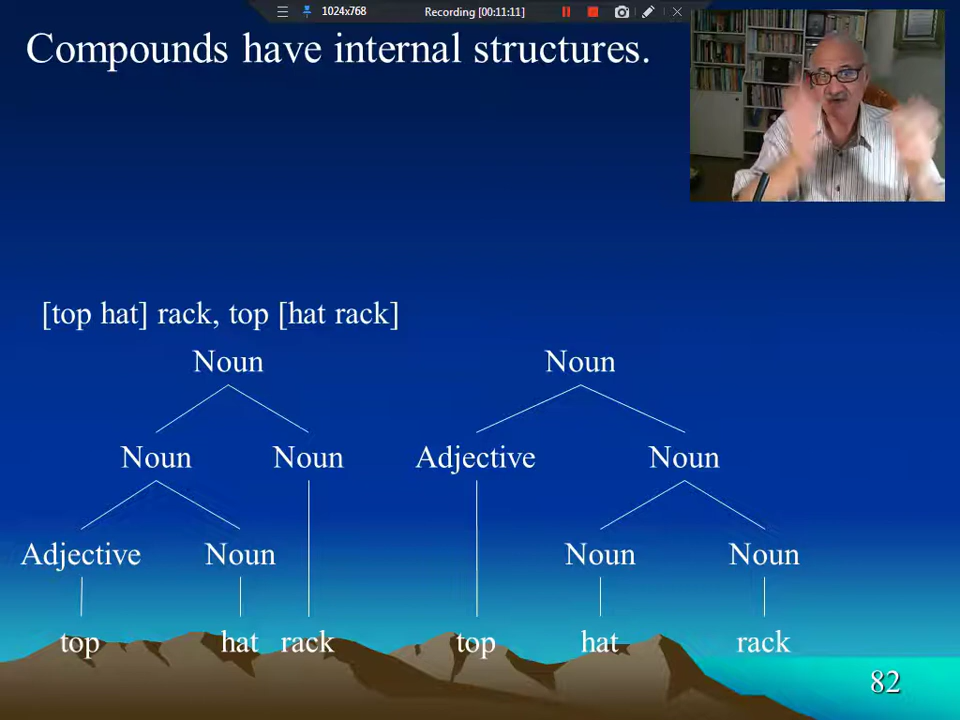 1024x768 Recording [00:11:11]
Compounds have internal structures.
[top hat] rack, top [hat rack]
Noun Noun
Noun Noun Adjective Noun
Adjective Noun Noun Noun
top hat rack top hat rack
82